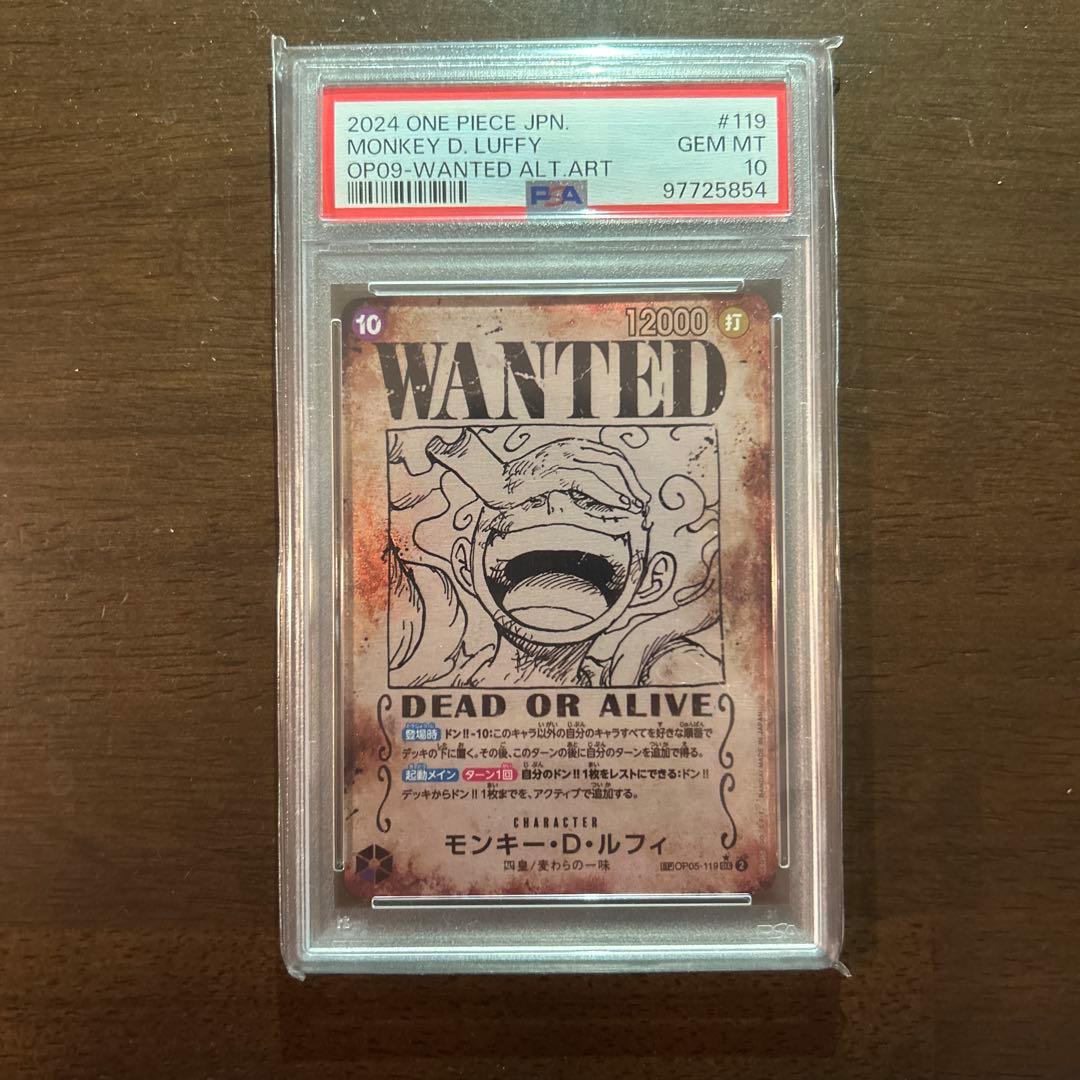 2024 ONE PIECE JPN. #119
MONKEY D. LUFFY GEM MT
OP09-WANTED ALT.ART 10
PSA 97725854
10 12000 打
WANTED
DEAD OR ALIVE
登場時 ドン!!-10:このキャラ以外の自分のキャラすべてを好きな順番で
デッキの下に置く。その後、このターンの後に自分のターンを追加で得る。
起動メイン ターン1回 自分のドン!!1枚をレストにできる:ドン!!
デッキからドン!!1枚までを、アクティブで追加する。
CHARACTER
モンキー・D・ルフィ
四皇/麦わらの一味
OP05-119 2
BANDAI MADE IN JAPAN